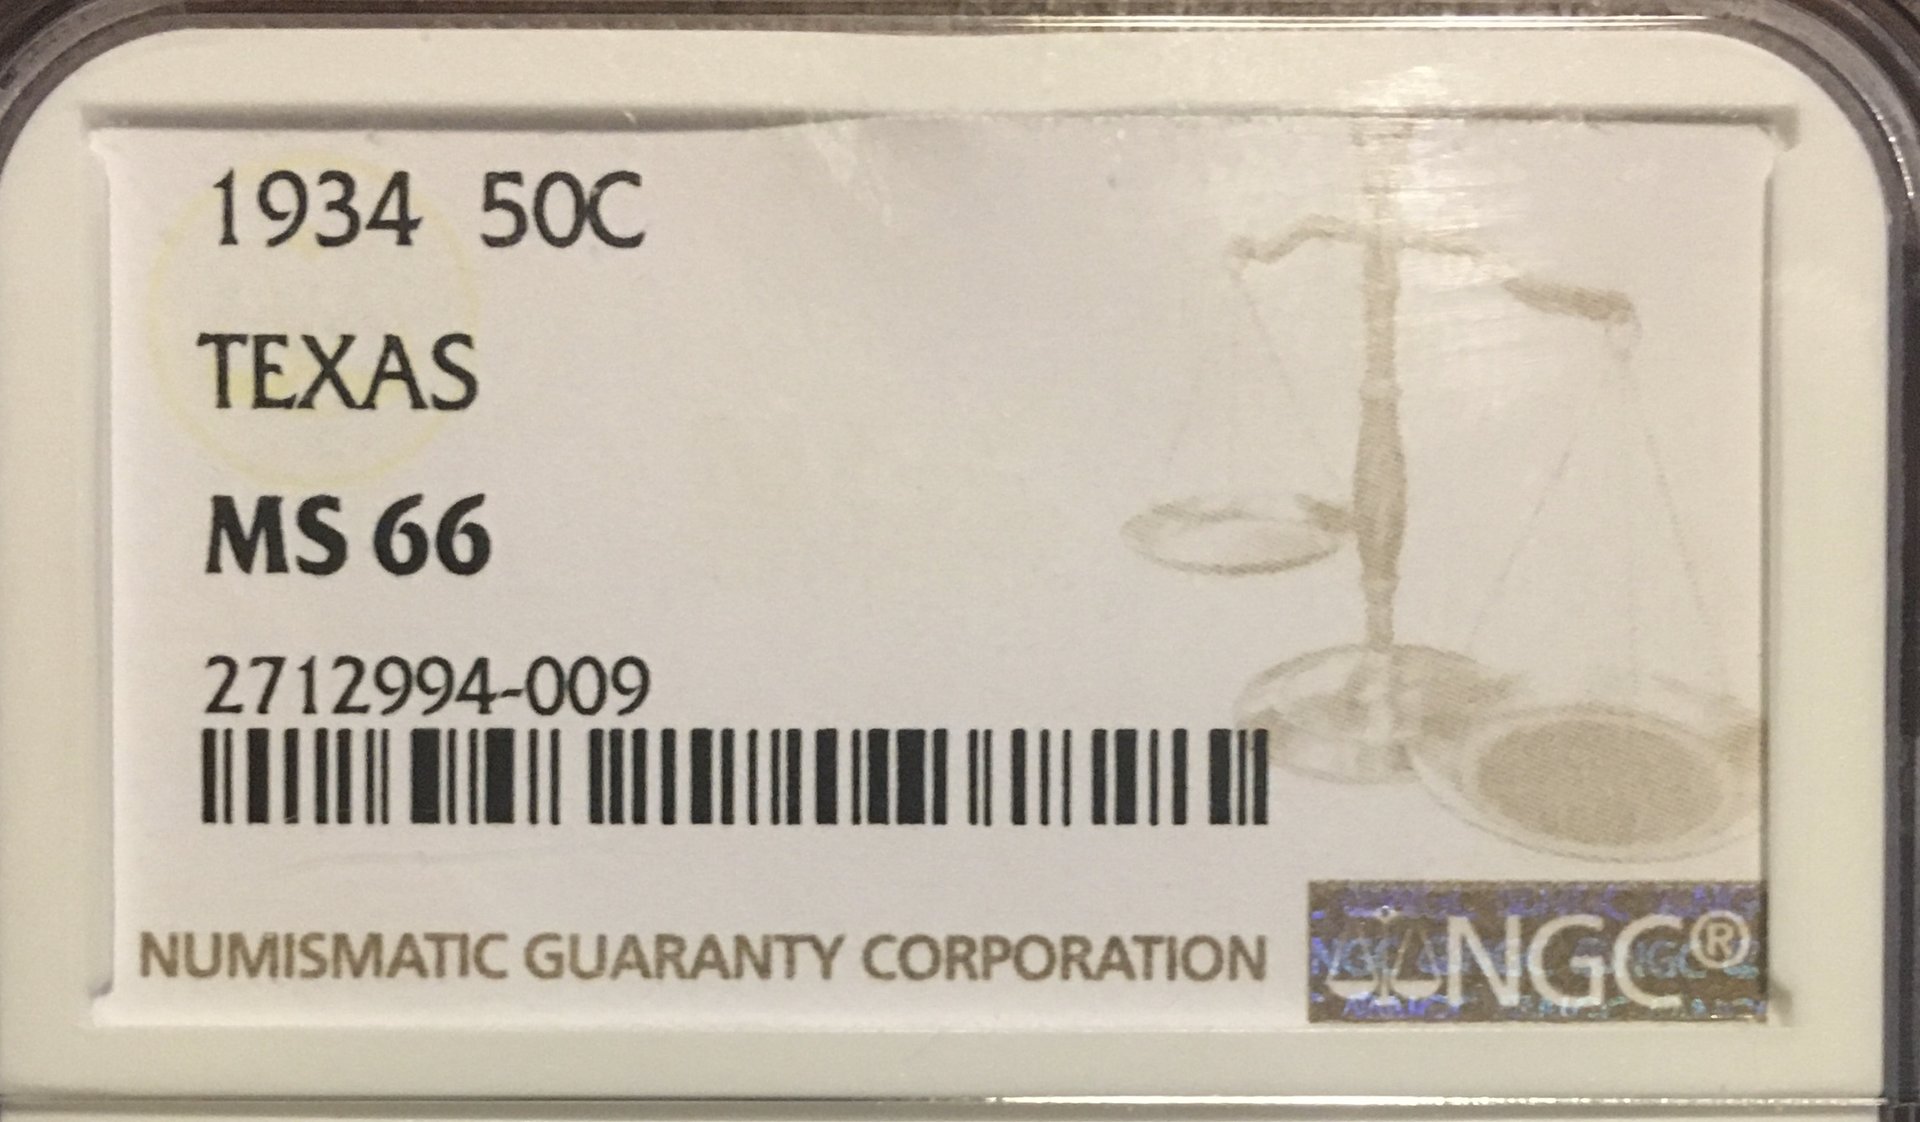 1934 50C
TEXAS
MS 66
2712994-009
NUMISMATIC GUARANTY CORPORATION
NGC®